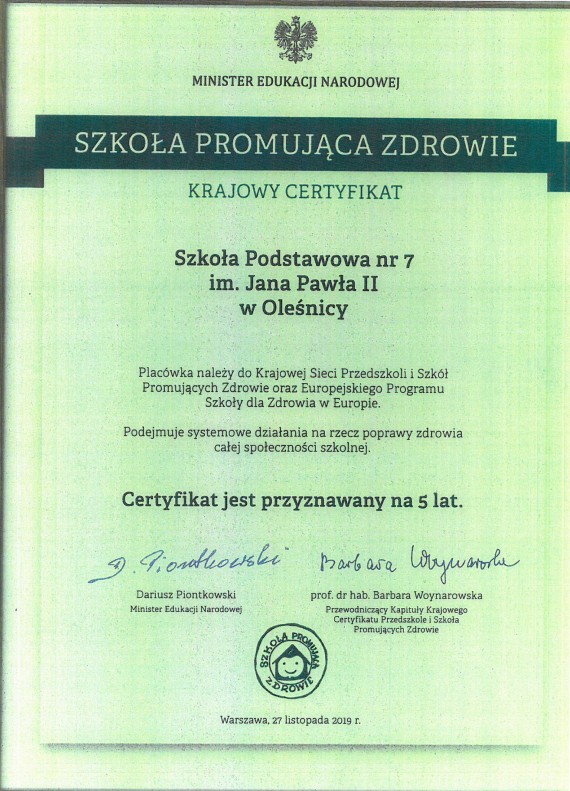 MINISTER EDUKACJI NARODOWEJ
SZKOŁA PROMUJĄCA ZDROWIE
KRAJOWY CERTYFIKAT
Szkoła Podstawowa nr 7
im. Jana Pawła II
w Oleśnicy
Placówka należy do Krajowej Sieci Przedszkoli i Szkół
Promujących Zdrowie oraz Europejskiego Programu
Szkoły dla Zdrowia w Europie.
Podejmuje systemowe działania na rzecz poprawy zdrowia
całej społeczności szkolnej.
Certyfikat jest przyznawany na 5 lat.
D. Piontkowski Barbara Woynarowska
Dariusz Piontkowski
Minister Edukacji Narodowej
prof. dr hab. Barbara Woynarowska
Przewodniczący Kapituły Krajowego
Certyfikatu Przedszkole i Szkoła
Promujących Zdrowie
SZKOŁA PROMUJĄCA
ZDROWIE
Warszawa, 27 listopada 2019 r.